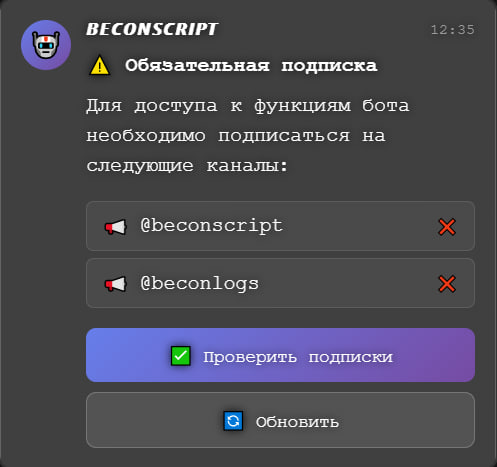 BECONSCRIPT
12:35
Обязательная подписка
Для доступа к функциям бота
необходимо подписаться на
следующие каналы:
@beconscript
@beconlogs
Проверить подписки
Обновить